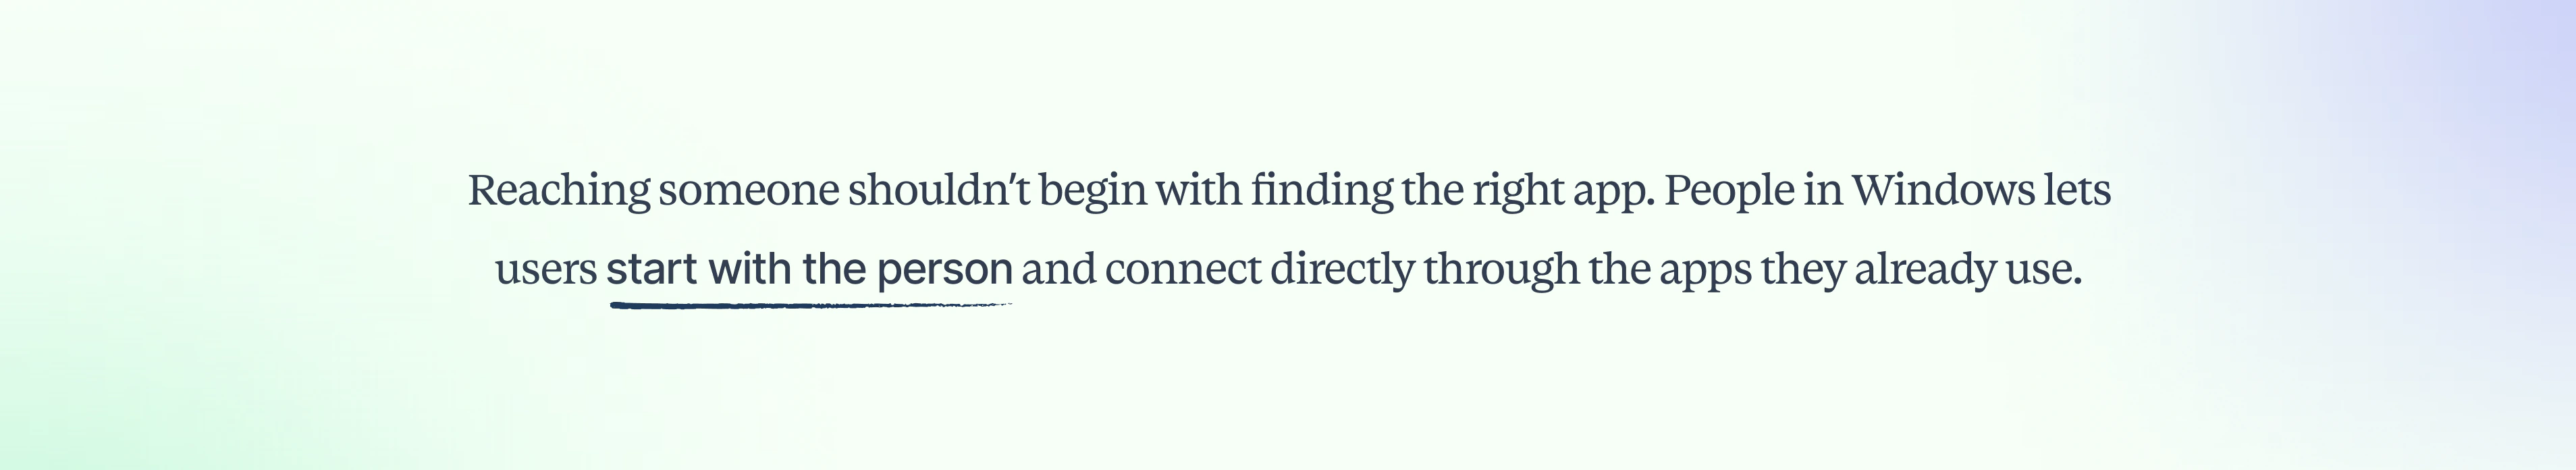 Reaching someone shouldn’t begin with finding the right app. People in Windows lets
users start with the person and connect directly through the apps they already use.